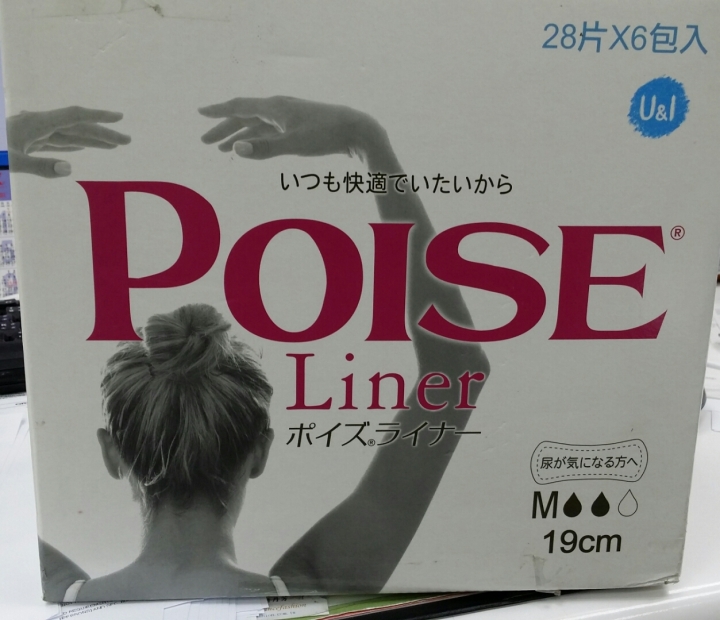 28片X6包入
U&I
いつも快適でいたいから
POISE®
Liner
ポイズ®ライナー
尿が気になる方へ
M
19cm